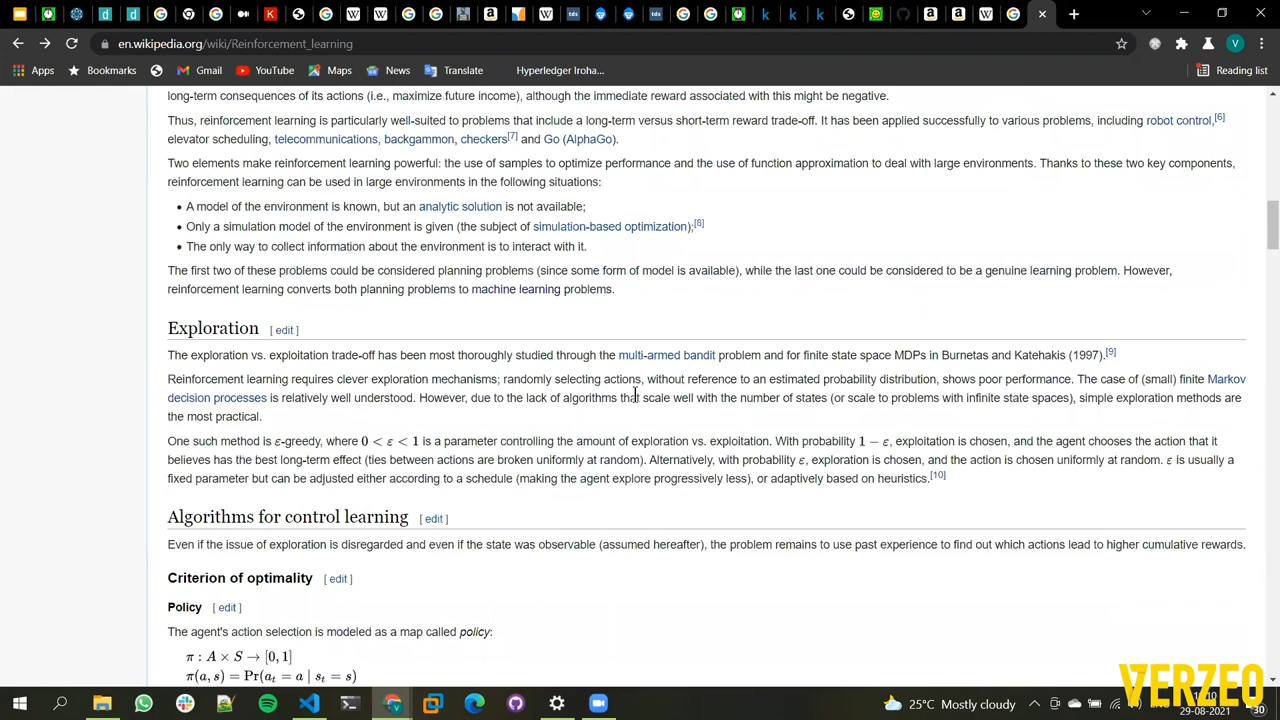 en.wikipedia.org/wiki/Reinforcement_learning
Apps Bookmarks Gmail YouTube Maps News Translate Hyperledger Iroha... Reading list
long-term consequences of its actions (i.e., maximize future income), although the immediate reward associated with this might be negative.
Thus, reinforcement learning is particularly well-suited to problems that include a long-term versus short-term reward trade-off. It has been applied successfully to various problems, including robot control,[6]
elevator scheduling, telecommunications, backgammon, checkers[7] and Go (AlphaGo).
Two elements make reinforcement learning powerful: the use of samples to optimize performance and the use of function approximation to deal with large environments. Thanks to these two key components,
reinforcement learning can be used in large environments in the following situations:
• A model of the environment is known, but an analytic solution is not available;
• Only a simulation model of the environment is given (the subject of simulation-based optimization);[8]
• The only way to collect information about the environment is to interact with it.
The first two of these problems could be considered planning problems (since some form of model is available), while the last one could be considered to be a genuine learning problem. However,
reinforcement learning converts both planning problems to machine learning problems.
Exploration [ edit ]
The exploration vs. exploitation trade-off has been most thoroughly studied through the multi-armed bandit problem and for finite state space MDPs in Burnetas and Katehakis (1997).[9]
Reinforcement learning requires clever exploration mechanisms; randomly selecting actions, without reference to an estimated probability distribution, shows poor performance. The case of (small) finite Markov
decision processes is relatively well understood. However, due to the lack of algorithms that scale well with the number of states (or scale to problems with infinite state spaces), simple exploration methods are
the most practical.
One such method is ε-greedy, where 0 < ε < 1 is a parameter controlling the amount of exploration vs. exploitation. With probability 1 − ε, exploitation is chosen, and the agent chooses the action that it
believes has the best long-term effect (ties between actions are broken uniformly at random). Alternatively, with probability ε, exploration is chosen, and the action is chosen uniformly at random. ε is usually a
fixed parameter but can be adjusted either according to a schedule (making the agent explore progressively less), or adaptively based on heuristics.[10]
Algorithms for control learning [ edit ]
Even if the issue of exploration is disregarded and even if the state was observable (assumed hereafter), the problem remains to use past experience to find out which actions lead to higher cumulative rewards.
Criterion of optimality [ edit ]
Policy [ edit ]
The agent's action selection is modeled as a map called policy:
π : A × S → [0, 1]
π(a, s) = Pr(aₜ = a | sₜ = s)
VERZEO
25°C Mostly cloudy
29-08-2021
30